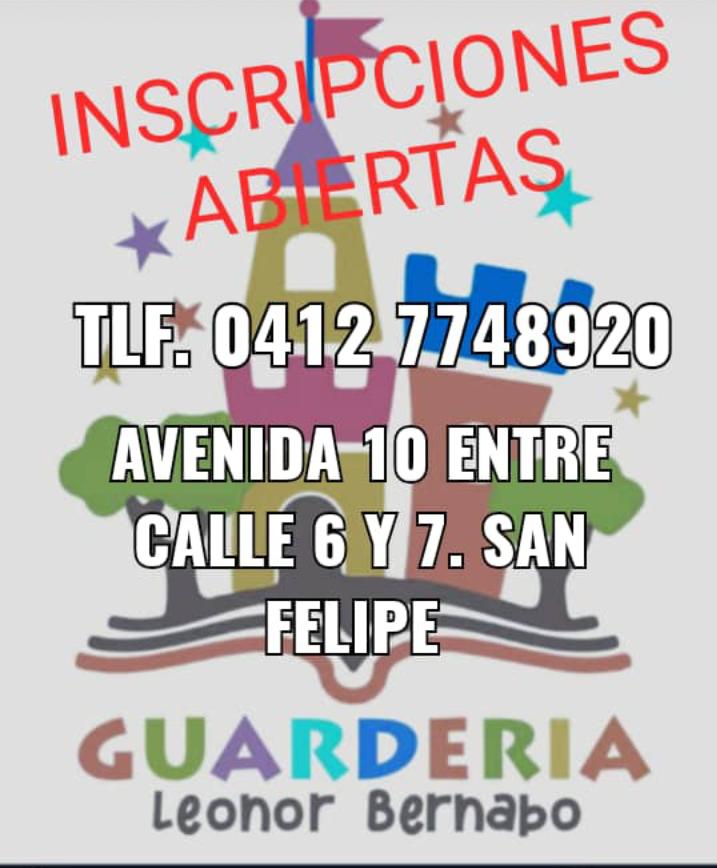 INSCRIPCIONES
ABIERTAS
TLF. 0412 7748920
AVENIDA 10 ENTRE
CALLE 6 Y 7. SAN
FELIPE
GUARDERIA
Leonor Bernabo